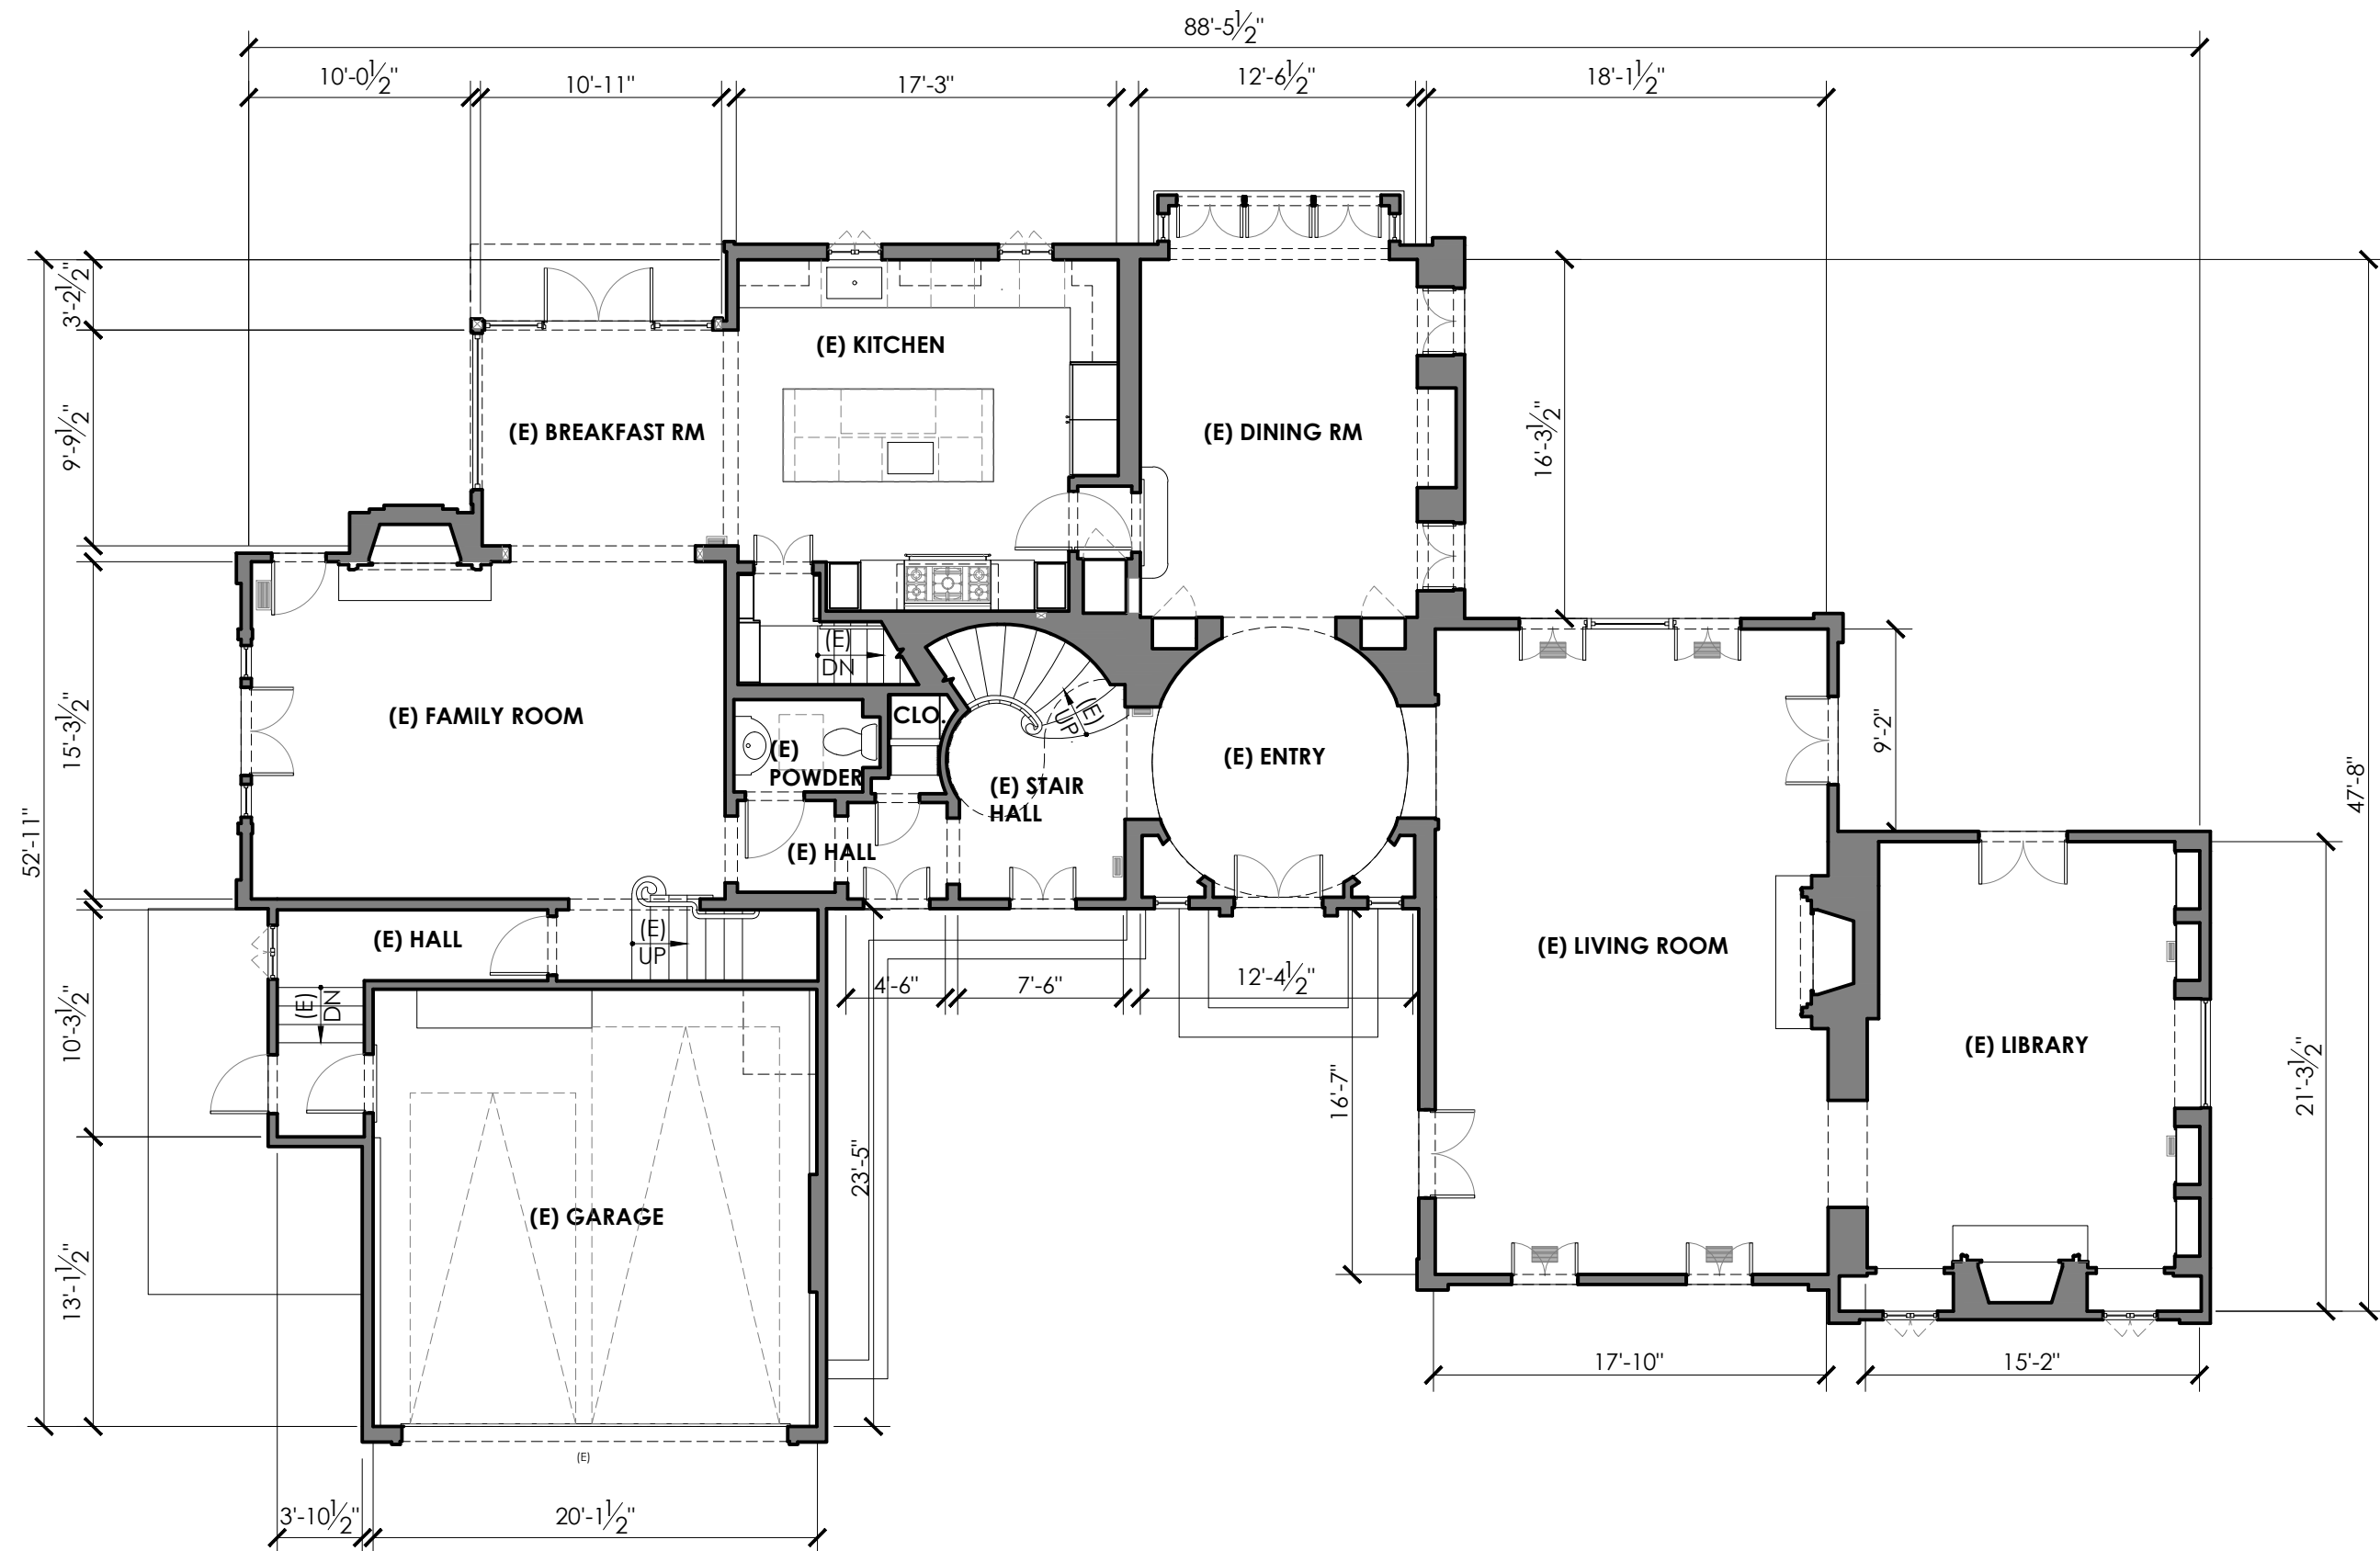 88'-5½"
10'-0½"
10'-11"
17'-3"
12'-6½"
18'-1½"
3'-2½"
(E) KITCHEN
9'-9½"
(E) BREAKFAST RM
(E) DINING RM
16'-3½"
(E)
DN
(E)
UP
(E) FAMILY ROOM
CLO.
15'-3½"
(E)
POWDER
(E) ENTRY
9'-2"
(E) STAIR
HALL
47'-8"
52'-11"
(E) HALL
(E) HALL
(E)
UP
(E) LIVING ROOM
4'-6"
7'-6"
12'-4½"
(E)
DN
10'-3½"
(E) LIBRARY
16'-7"
21'-3½"
23'-5"
(E) GARAGE
13'-1½"
17'-10"
15'-2"
(E)
3'-10½"
20'-1½"